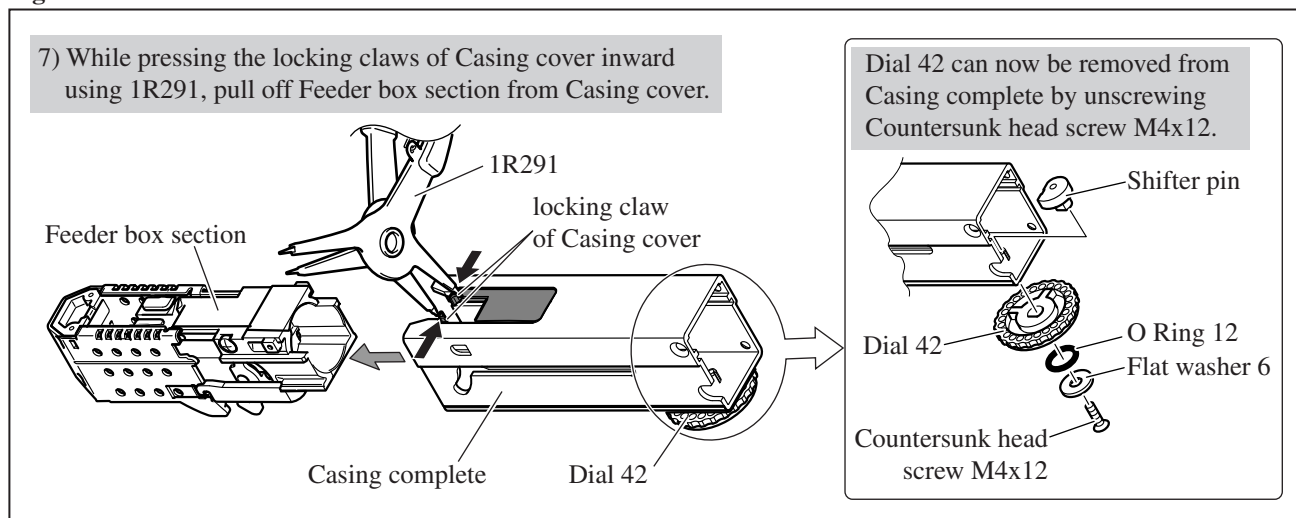 7) While pressing the locking claws of Casing cover inward
using 1R291, pull off Feeder box section from Casing cover.
1R291
locking claw
of Casing cover
Feeder box section
Casing complete
Dial 42
Dial 42 can now be removed from
Casing complete by unscrewing
Countersunk head screw M4x12.
Shifter pin
Dial 42
O Ring 12
Flat washer 6
Countersunk head
screw M4x12